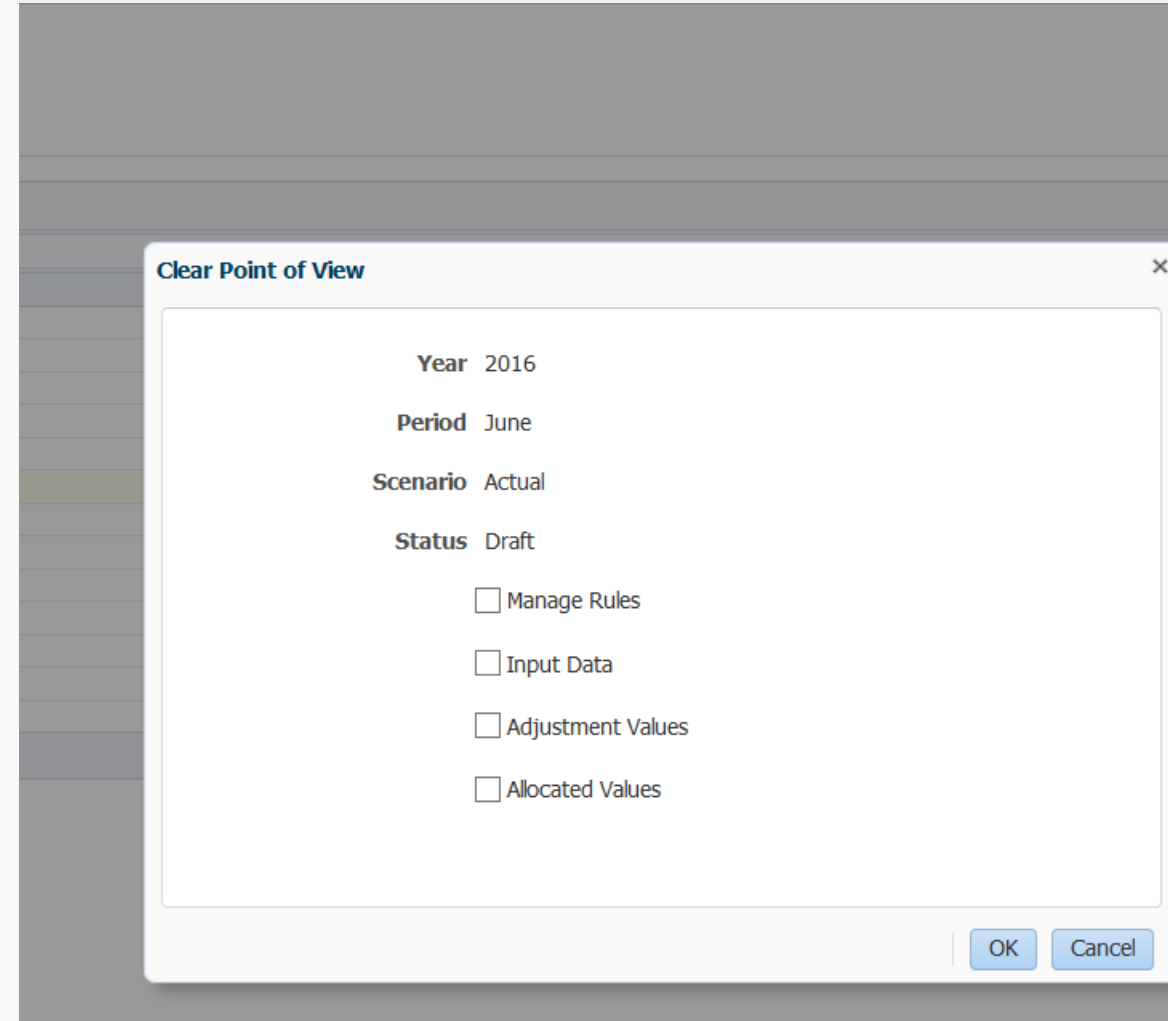 Clear Point of View
Year 2016
Period June
Scenario Actual
Status Draft
Manage Rules
Input Data
Adjustment Values
Allocated Values
OK Cancel